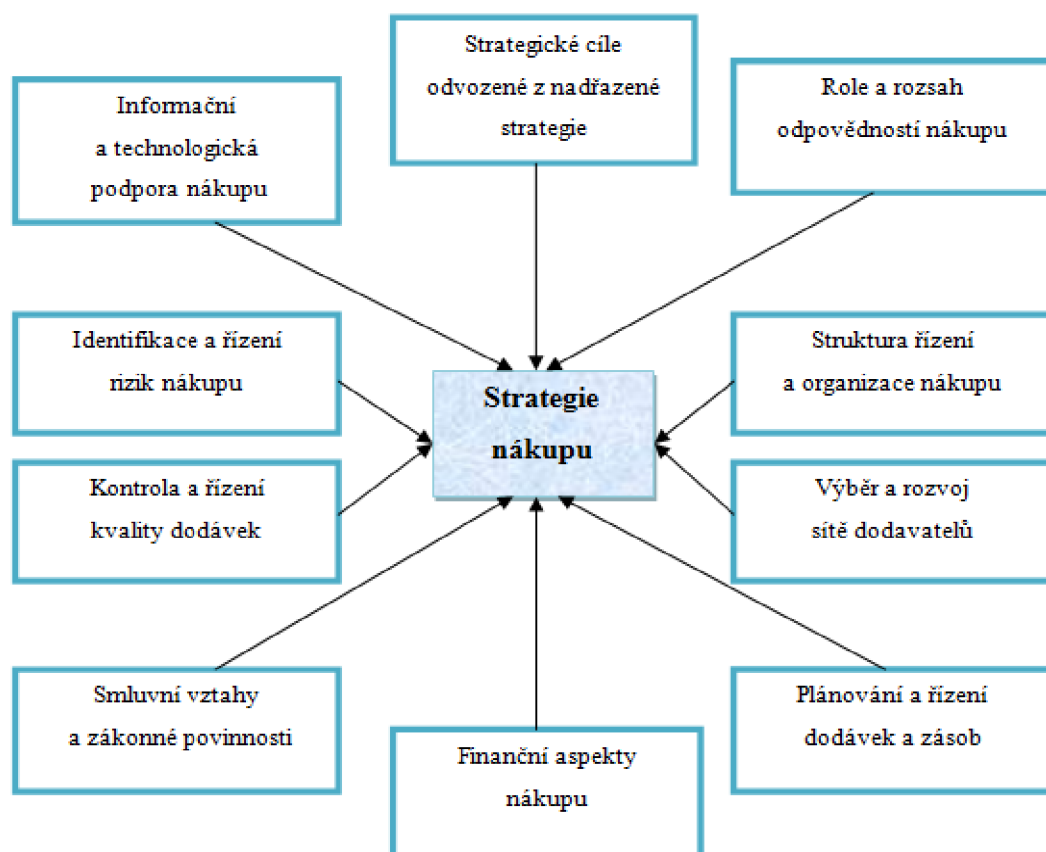 Strategické cíle
odvozené z nadřazené
strategie
Informační
a technologická
podpora nákupu
Role a rozsah
odpovědností nákupu
Identifikace a řízení
rizik nákupu
Struktura řízení
a organizace nákupu
Strategie
nákupu
Kontrola a řízení
kvality dodávek
Výběr a rozvoj
sítě dodavatelů
Smluvní vztahy
a zákonné povinnosti
Finanční aspekty
nákupu
Plánování a řízení
dodávek a zásob